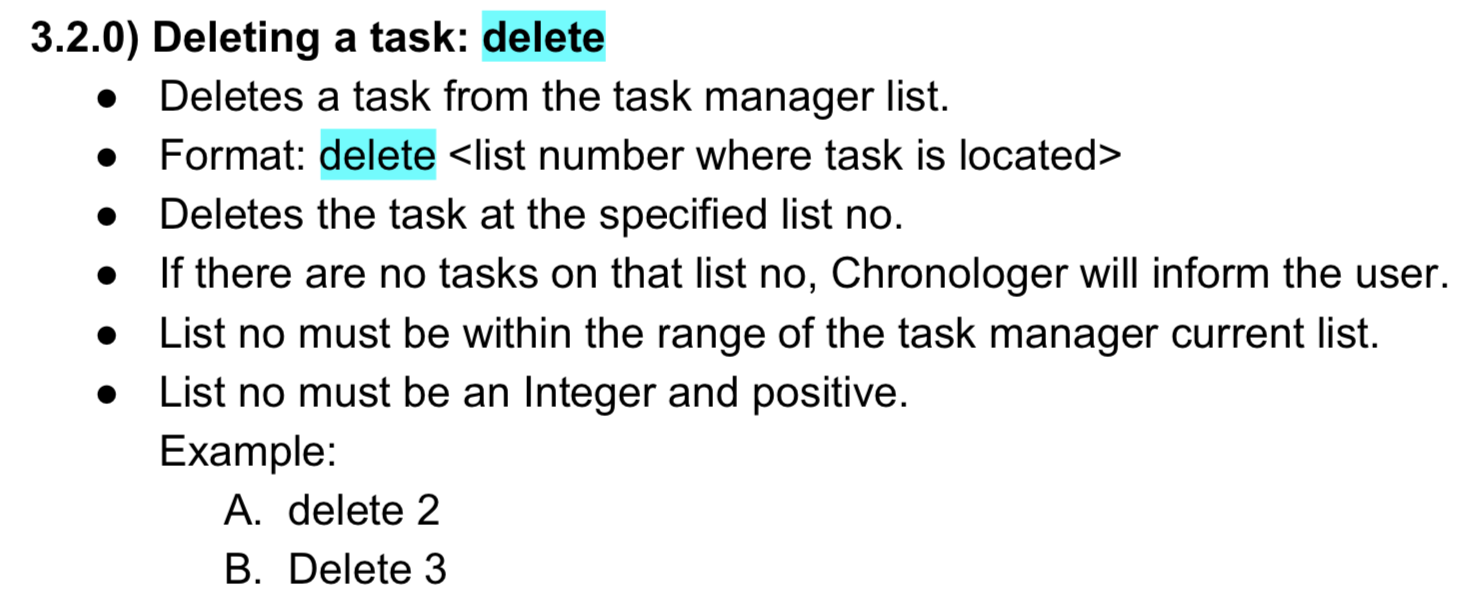 3.2.0) Deleting a task: delete
● Deletes a task from the task manager list.
● Format: delete <list number where task is located>
● Deletes the task at the specified list no.
● If there are no tasks on that list no, Chronologer will inform the user.
● List no must be within the range of the task manager current list.
● List no must be an Integer and positive.
Example:
A. delete 2
B. Delete 3